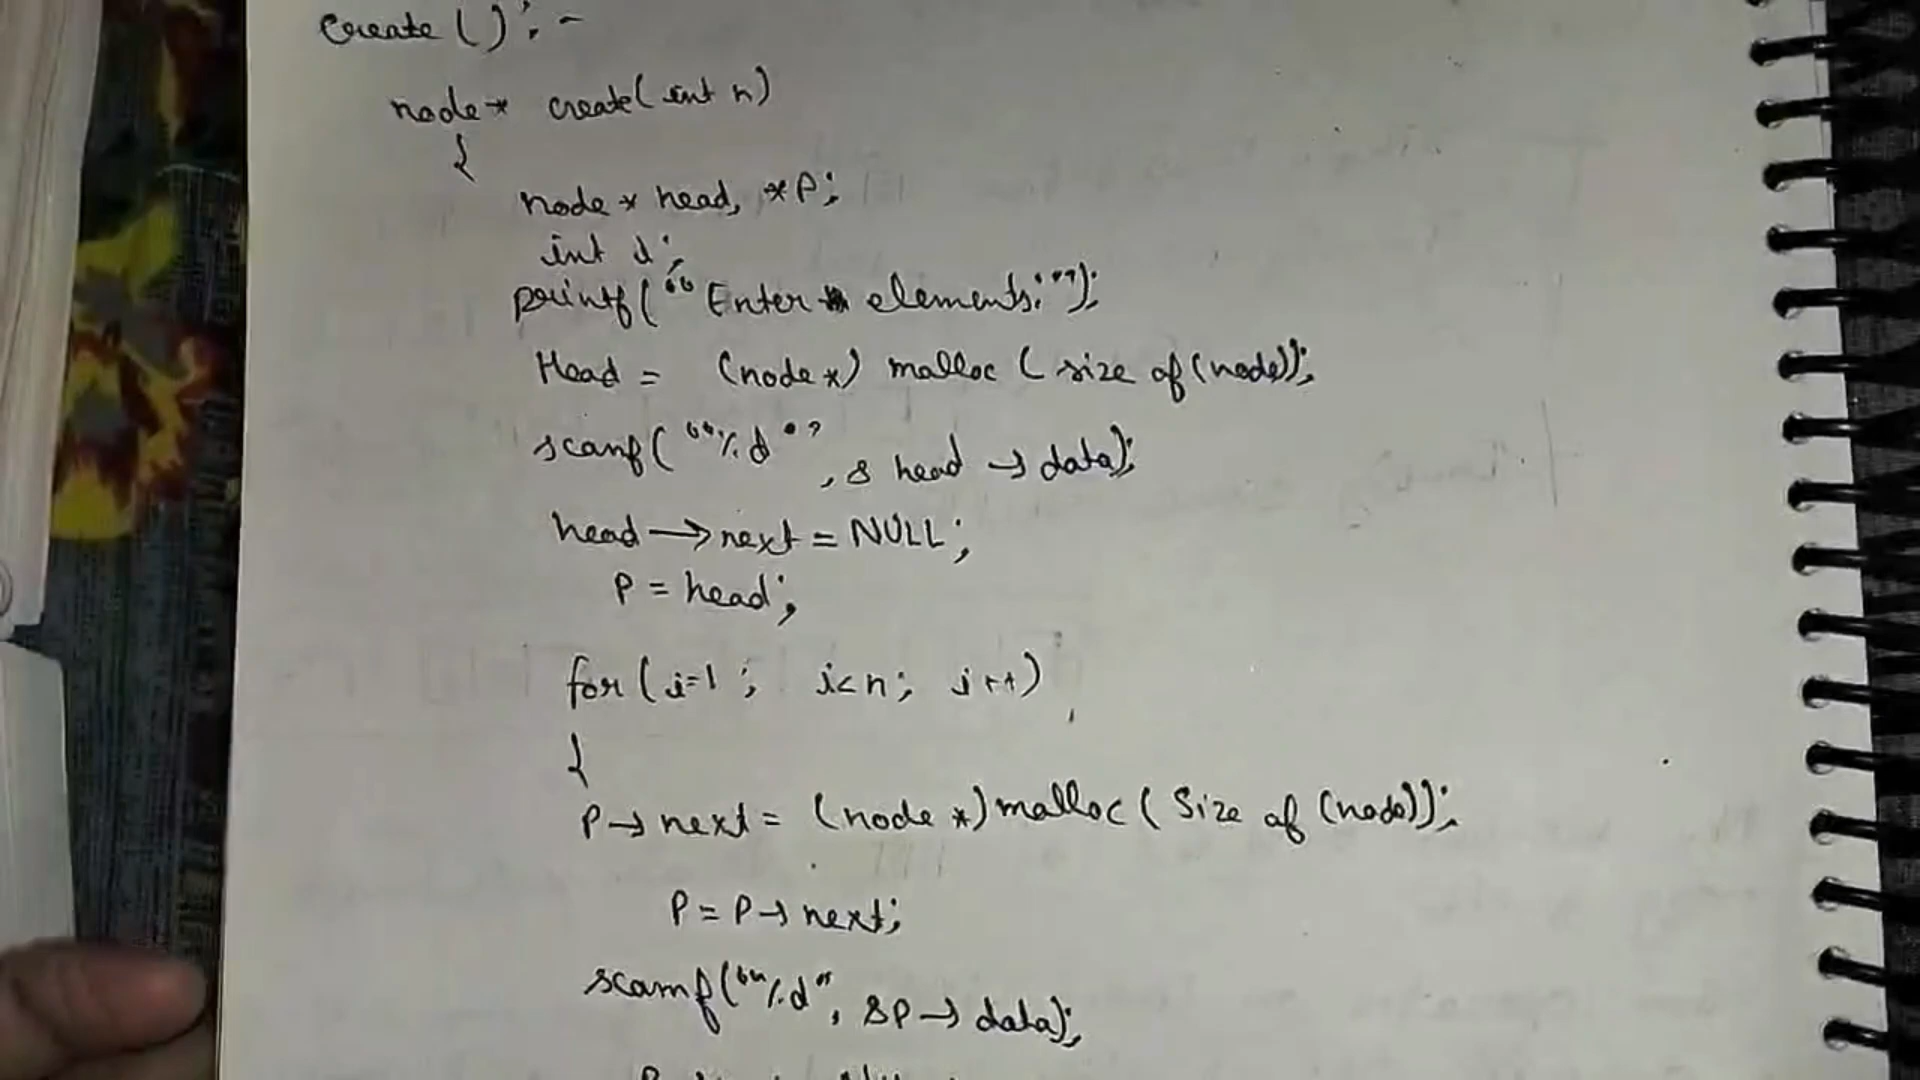 Create () : -
node * create( int n)
{
node * head, *P;
int i;
printf( "Enter elements:");
Head = (node *) malloc ( size of (node));
scanf( "%d", & head → data);
head → next = NULL;
P = head;
for ( i=1 ; i<n ; i++)
{
P → next = (node *) malloc ( Size of (node));
P = P → next;
scanf( "%d", &P → data);